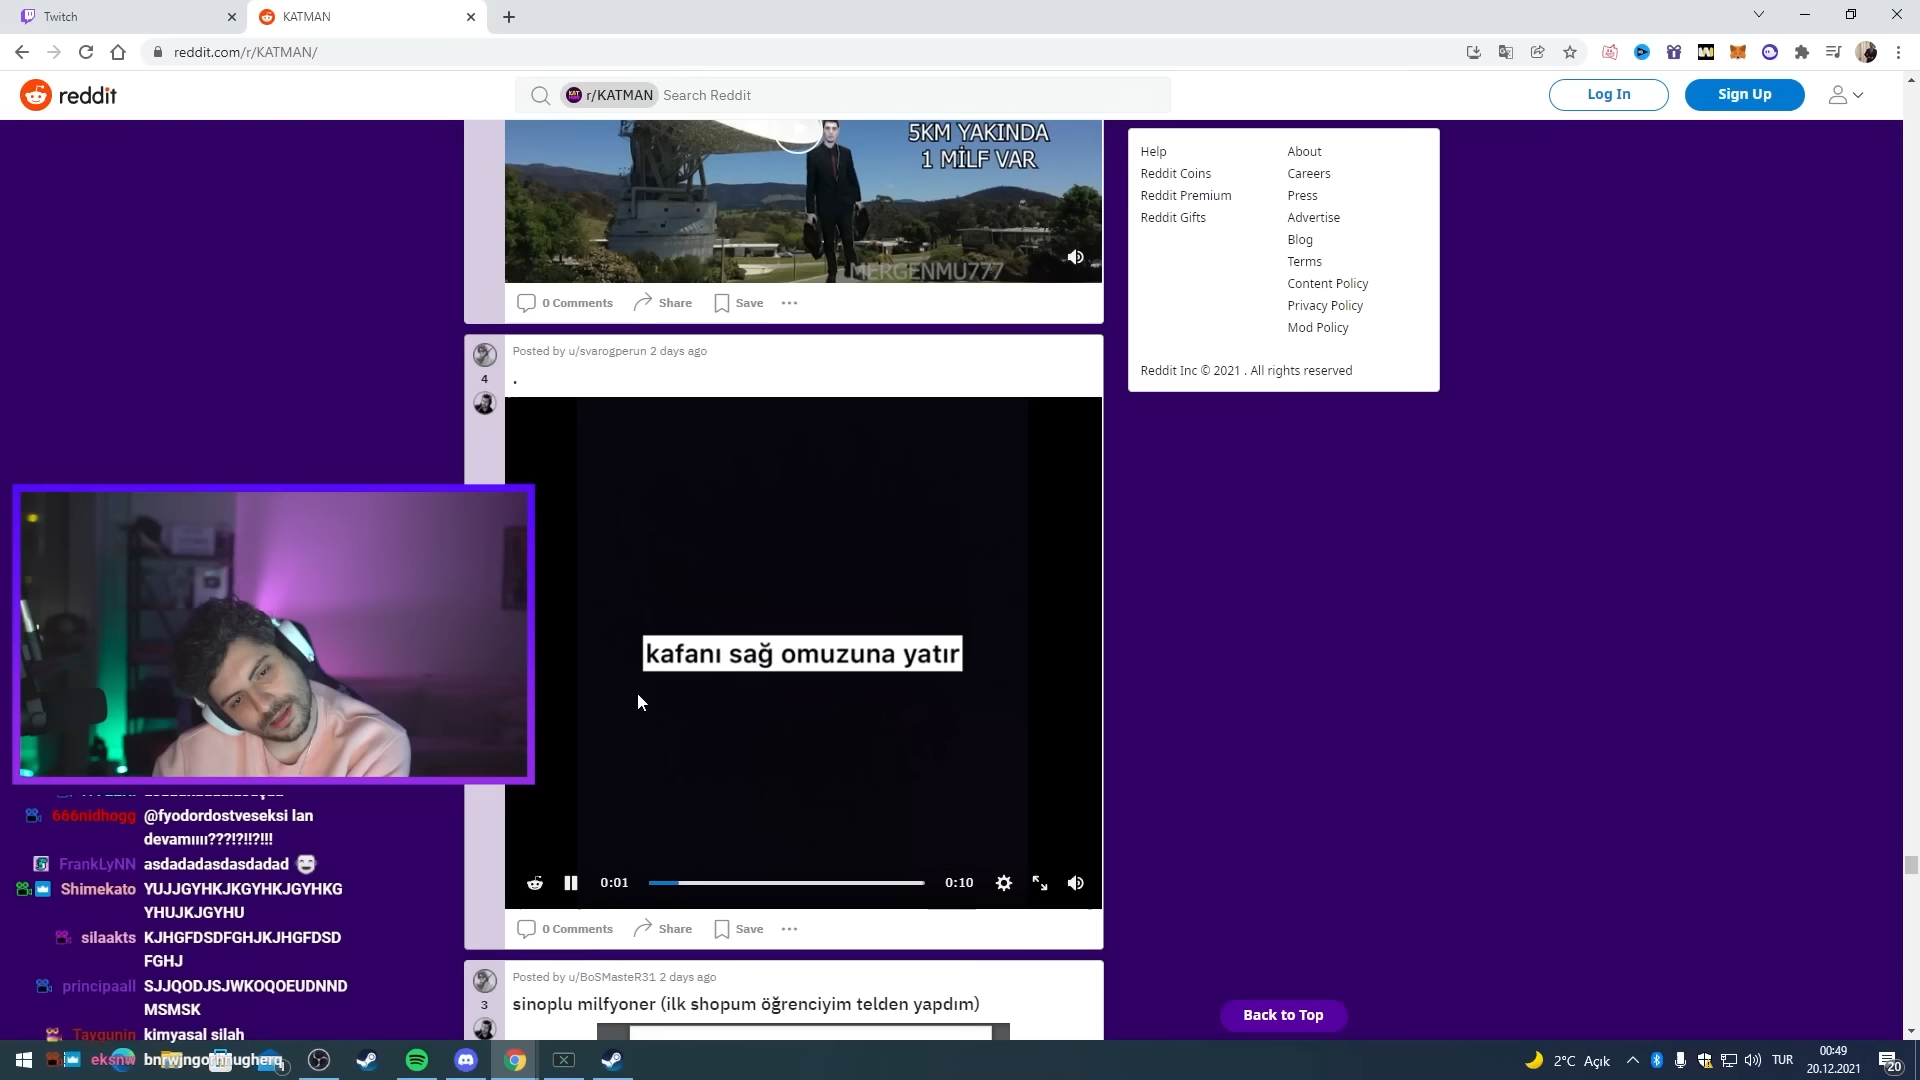 Twitch
KATMAN
reddit.com/r/KATMAN/
reddit
r/KATMAN
Search Reddit
Log In
Sign Up
5KM YAKINDA
1 MİLF VAR
MERGENMU777
0 Comments
Share
Save
Help
About
Reddit Coins
Careers
Reddit Premium
Press
Reddit Gifts
Advertise
Blog
Terms
Content Policy
Privacy Policy
Mod Policy
Reddit Inc © 2021 . All rights reserved
4
Posted by u/svarogperun 2 days ago
.
kafanı sağ omuzuna yatır
0:01
0:10
0 Comments
Share
Save
3
Posted by u/BoSMasteR31 2 days ago
sinoplu milfyoner (ilk shopum öğrenciyim telden yapdım)
Back to Top
666nidhogg @fyodordostveseksi lan
devamıııı???!?!!?!!!
FrankLyNN asdadadasdasdadad
Shimekato YUJJGYHKJKGYHKJGYHKG
YHUJKJGYHU
silaakts KJHGFDSDFGHJKJHGFDSD
FGHJ
principaall SJJQODJSJWKOQOEUDNND
MSMSK
Taygunin kimyasal silah
eksnw
2°C Açık
TUR
00:49
20.12.2021
20